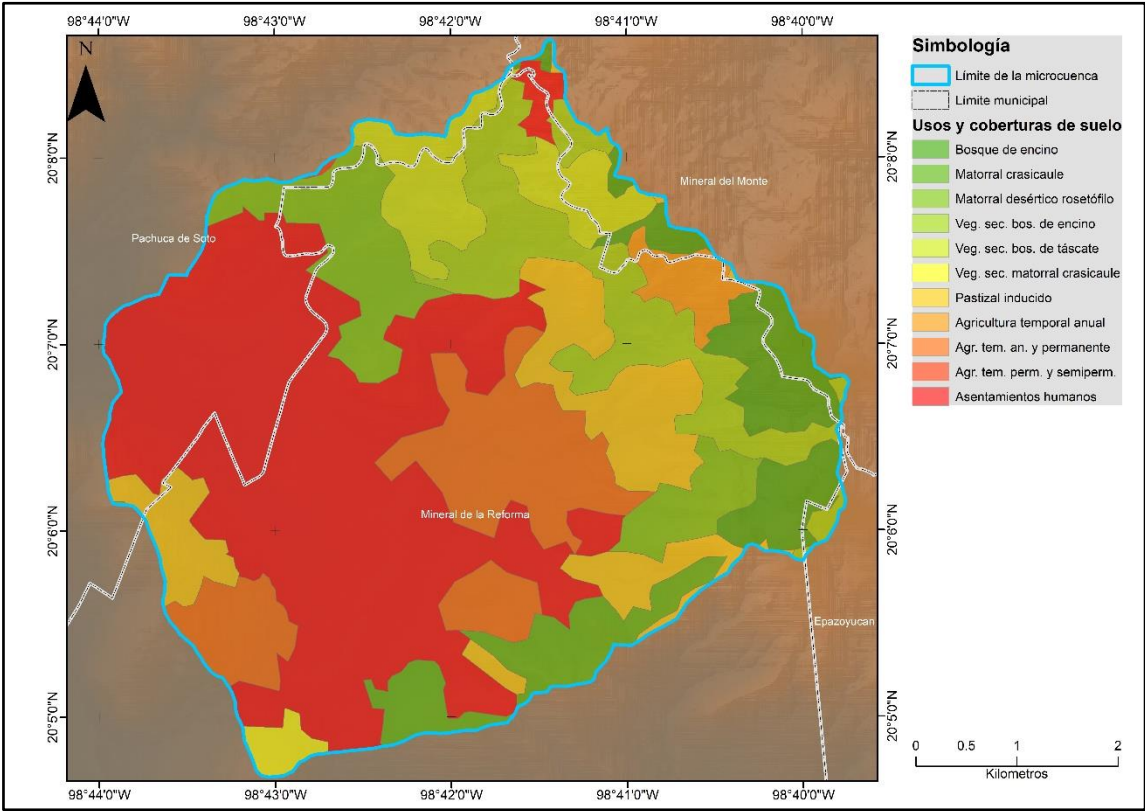 98°44'0"W 98°43'0"W 98°42'0"W 98°41'0"W 98°40'0"W
N
20°8'0"N
20°7'0"N
20°6'0"N
20°5'0"N
Mineral del Monte
Pachuca de Soto
Mineral de la Reforma
Epazoyucan
20°8'0"N
20°7'0"N
20°6'0"N
20°5'0"N
98°44'0"W 98°43'0"W 98°42'0"W 98°41'0"W 98°40'0"W
Simbología
Límite de la microcuenca
Límite municipal
Usos y coberturas de suelo
Bosque de encino
Matorral crasicaule
Matorral desértico rosetófilo
Veg. sec. bos. de encino
Veg. sec. bos. de táscate
Veg. sec. matorral crasicaule
Pastizal inducido
Agricultura temporal anual
Agr. tem. an. y permanente
Agr. tem. perm. y semiperm.
Asentamientos humanos
0 0.5 1 2
Kilometros